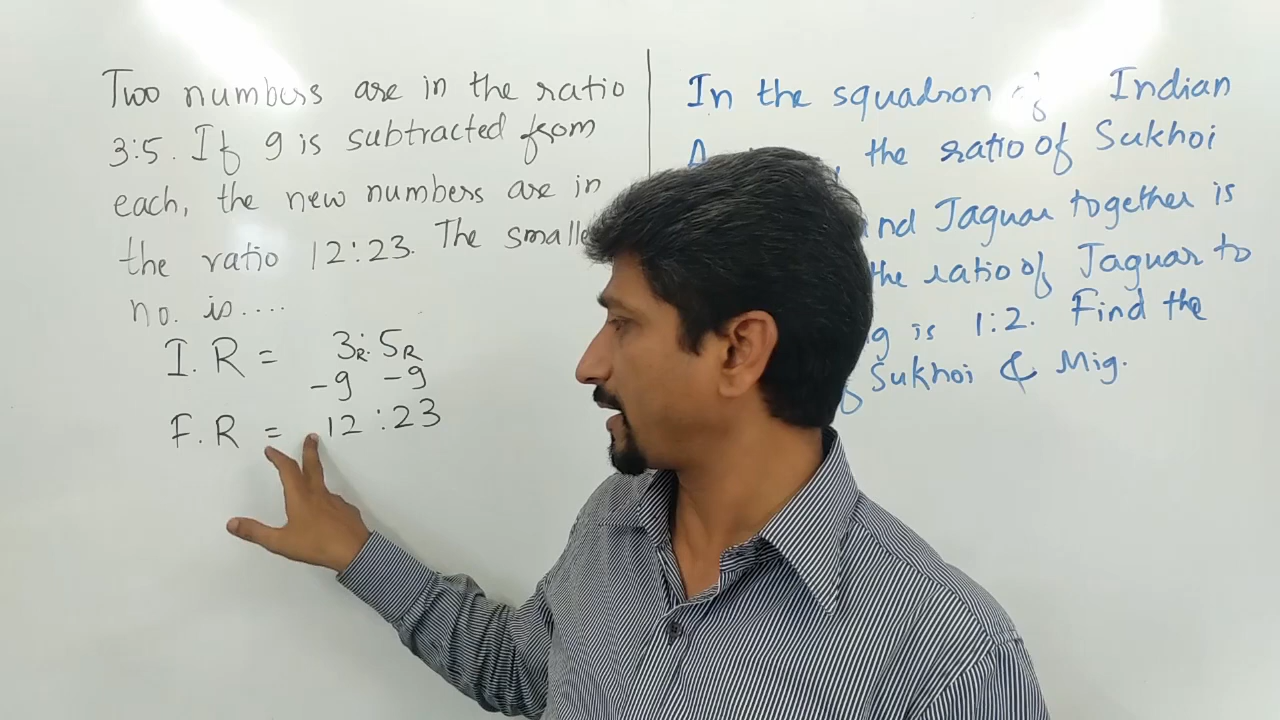 Two numbers are in the ratio
3:5. If 9 is subtracted from
each, the new numbers are in
the ratio 12:23. The smalle
no. is....
I.R = 3R : 5R
-9 -9
F.R = 12:23
In the squadron of Indian
the ratio of Sukhoi
and Jaguar together is
the ratio of Jaguar to
is 1:2. Find the
Sukhoi & Mig.